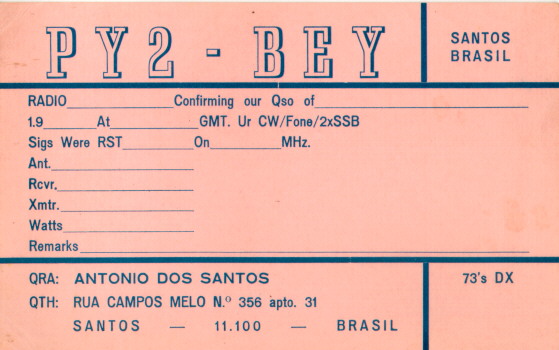 PY2 - BEY
SANTOS
BRASIL
RADIO Confirming our Qso of
1.9 At GMT. Ur CW/Fone/2xSSB
Sigs Were RST On MHz.
Ant.
Rcvr.
Xmtr.
Watts
Remarks
QRA: ANTONIO DOS SANTOS
QTH: RUA CAMPOS MELO N.º 356 apto. 31
SANTOS — 11.100 — BRASIL
73's DX